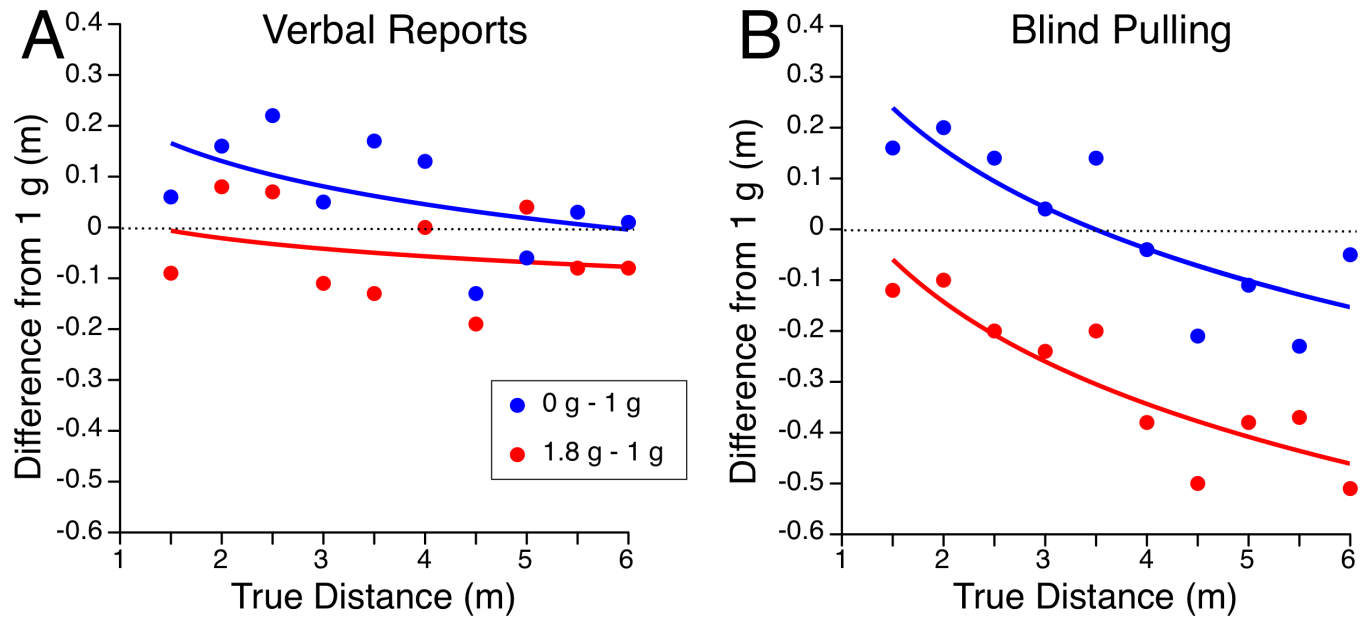 A
Verbal Reports
Difference from 1 g (m)
0.4
0.3
0.2
0.1
0
-0.1
-0.2
-0.3
-0.4
-0.5
-0.6
1 2 3 4 5 6
True Distance (m)
0 g - 1 g
1.8 g - 1 g
B
Blind Pulling
Difference from 1 g (m)
0.4
0.3
0.2
0.1
0
-0.1
-0.2
-0.3
-0.4
-0.5
-0.6
1 2 3 4 5 6
True Distance (m)